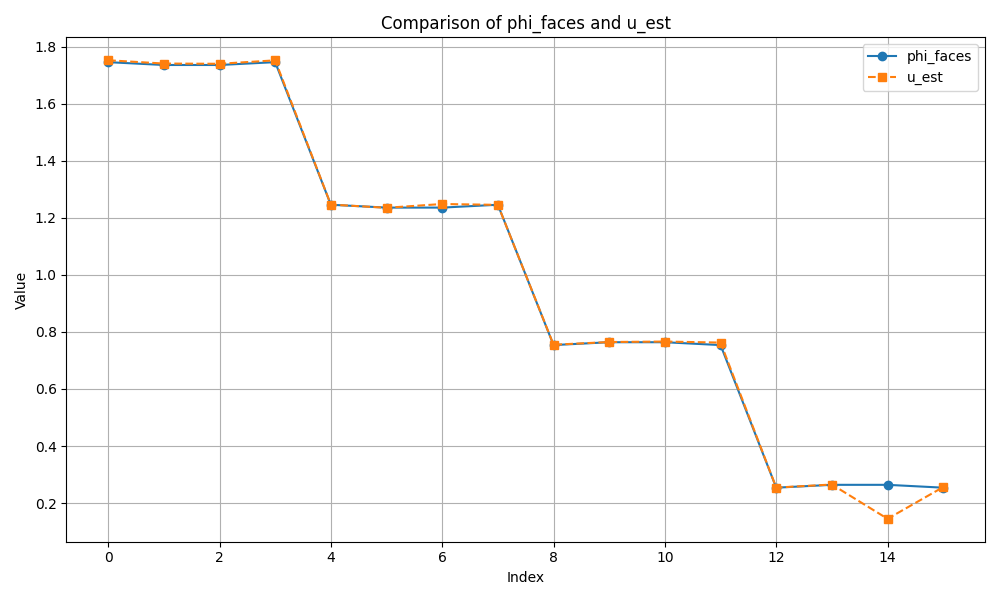 Comparison of phi_faces and u_est
phi_faces
u_est
1.8
1.6
1.4
1.2
1.0
0.8
0.6
0.4
0.2
Value
0 2 4 6 8 10 12 14
Index